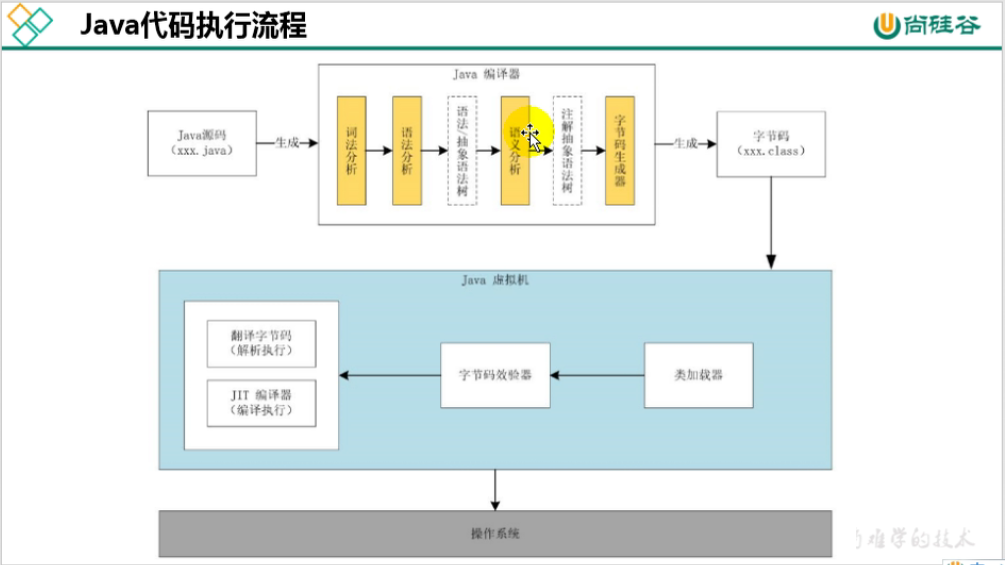 Java代码执行流程
尚硅谷
Java 编译器
Java源码
(xxx.java)
生成
词法分析
语法分析
语法/抽象语法树
语义分析
注解抽象语法树
字节码生成器
生成
字节码
(xxx.class)
Java 虚拟机
翻译字节码
(解析执行)
JIT 编译器
(编译执行)
字节码效验器
类加载器
操作系统
难学的技术